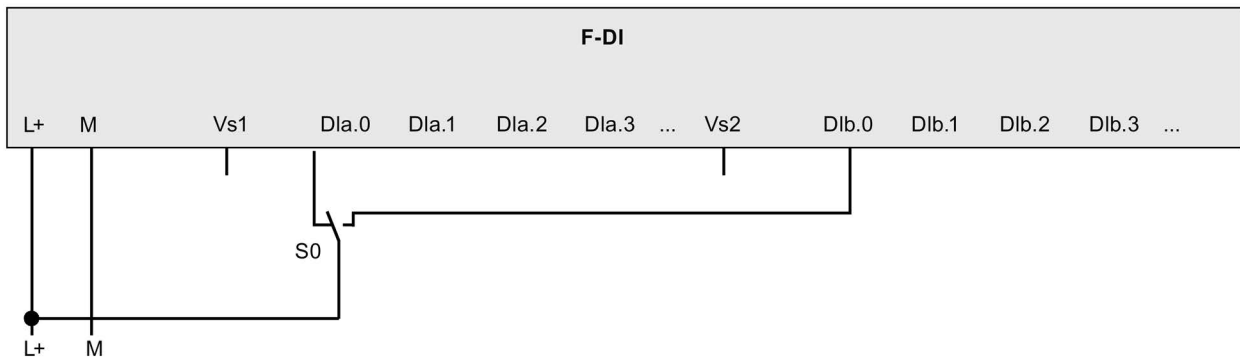 F-DI
L+ M Vs1 DIa.0 DIa.1 DIa.2 DIa.3 ... Vs2 DIb.0 DIb.1 DIb.2 DIb.3 ...
S0
L+ M